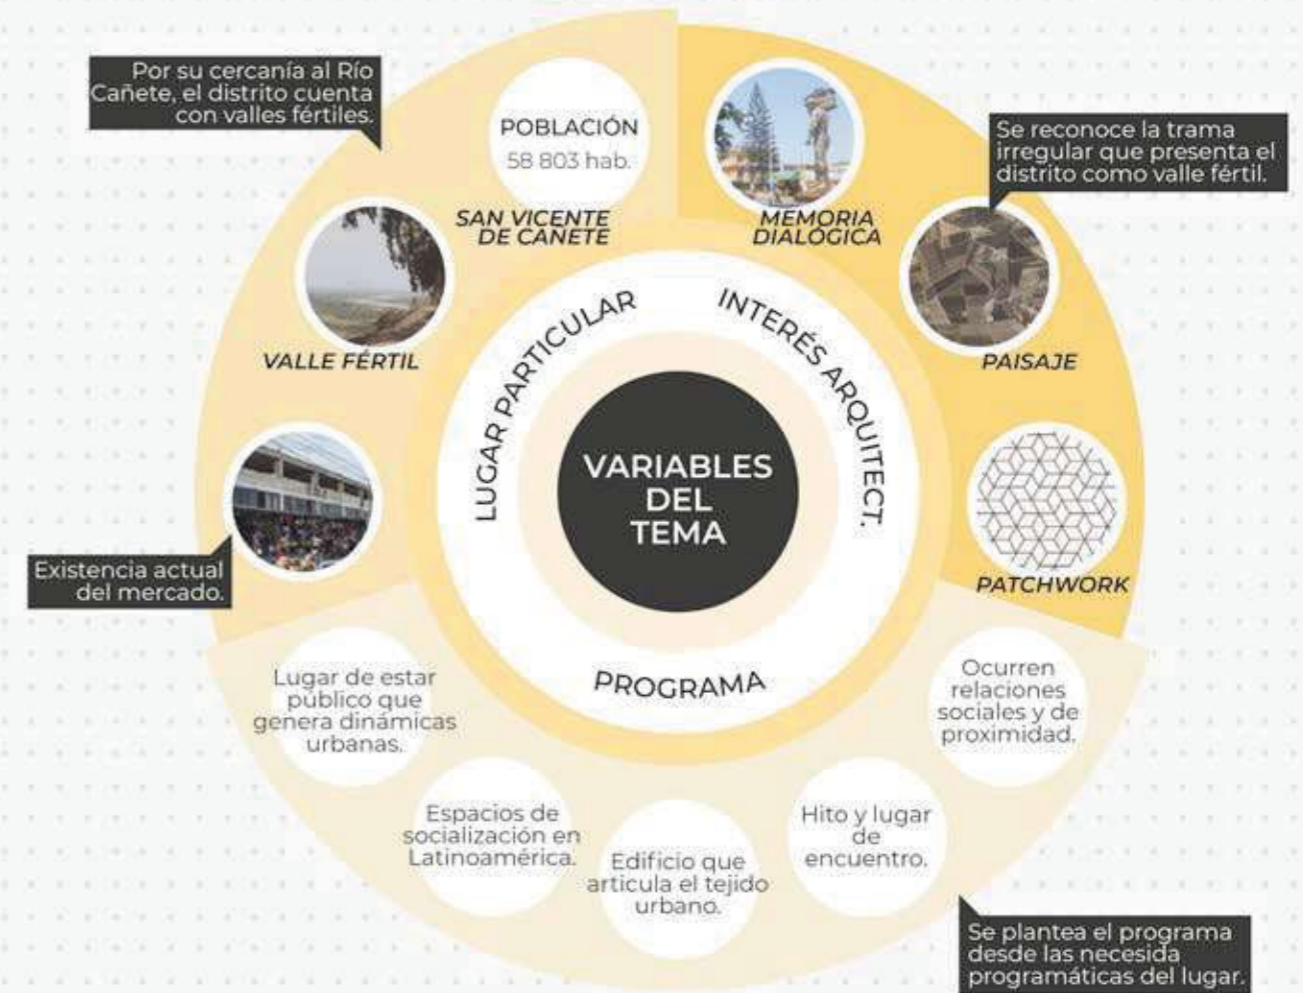 Por su cercanía al Río
Cañete, el distrito cuenta
con valles fértiles.
POBLACIÓN
58 803 hab.
SAN VICENTE
DE CAÑETE
VALLE FÉRTIL
Existencia actual
del mercado.
MEMORIA
DIALÓGICA
Se reconoce la trama
irregular que presenta el
distrito como valle fértil.
PAISAJE
PATCHWORK
LUGAR PARTICULAR
INTERÉS ARQUITECT.
VARIABLES
DEL
TEMA
PROGRAMA
Lugar de estar
público que
genera dinámicas
urbanas.
Espacios de
socialización en
Latinoamérica.
Edificio que
articula el tejido
urbano.
Hito y lugar
de
encuentro.
Ocurren
relaciones
sociales y de
proximidad.
Se plantea el programa
desde las necesida
programáticas del lugar.